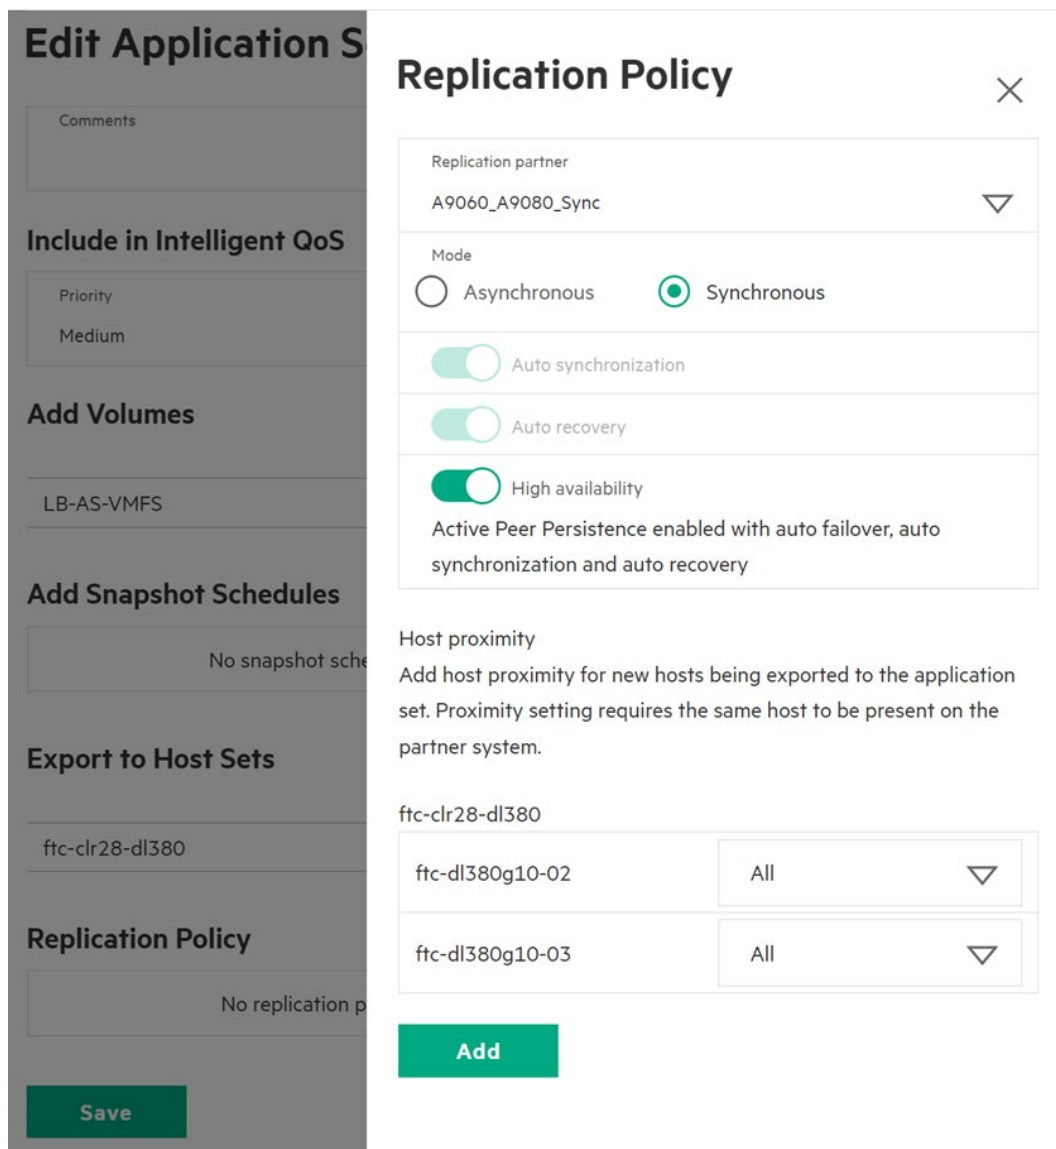 Edit Application S
Comments
Include in Intelligent QoS
Priority
Medium
Add Volumes
LB-AS-VMFS
Add Snapshot Schedules
No snapshot sche
Export to Host Sets
ftc-clr28-dl380
Replication Policy
No replication p
Save
Replication Policy
Replication partner
A9060_A9080_Sync
Mode
Asynchronous Synchronous
Auto synchronization
Auto recovery
High availability
Active Peer Persistence enabled with auto failover, auto
synchronization and auto recovery
Host proximity
Add host proximity for new hosts being exported to the application
set. Proximity setting requires the same host to be present on the
partner system.
ftc-clr28-dl380
ftc-dl380g10-02 All
ftc-dl380g10-03 All
Add